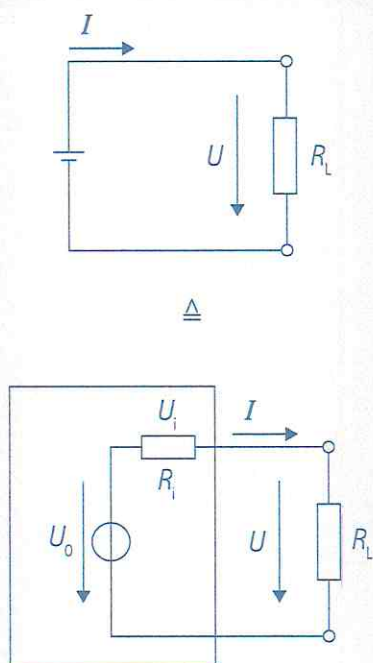 I
U R_L
≙
U_i I
R_i
U_0 U R_L